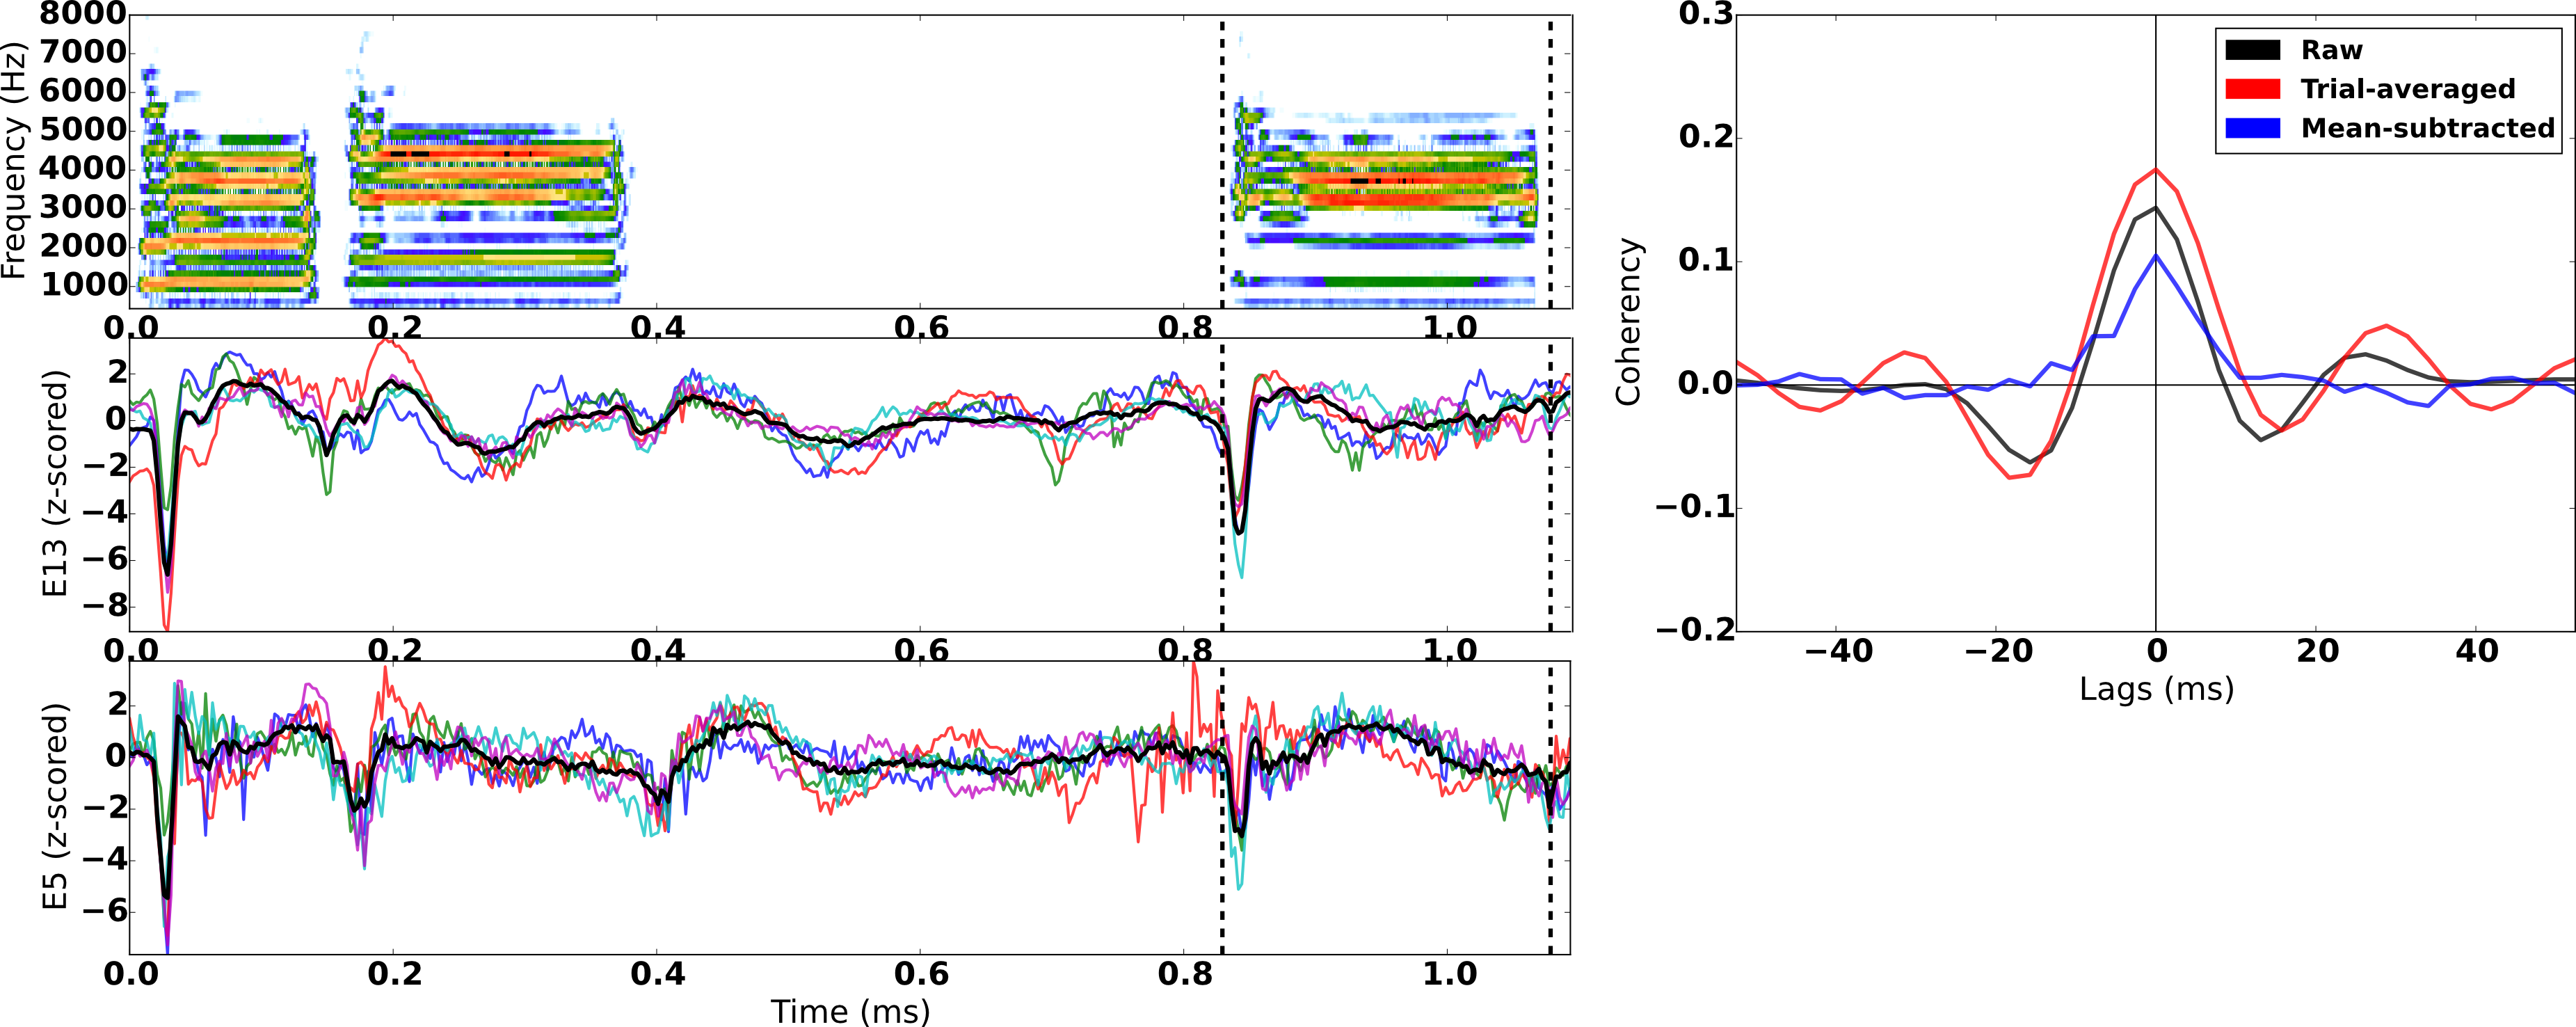 8000
7000
6000
5000
4000
3000
2000
1000
Frequency (Hz)
0.0 0.2 0.4 0.6 0.8 1.0
2
0
−2
−4
−6
−8
E13 (z-scored)
0.0 0.2 0.4 0.6 0.8 1.0
2
0
−2
−4
−6
E5 (z-scored)
0.0 0.2 0.4 0.6 0.8 1.0
Time (ms)
0.3
0.2
0.1
0.0
−0.1
−0.2
Coherency
Raw
Trial-averaged
Mean-subtracted
−40 −20 0 20 40
Lags (ms)